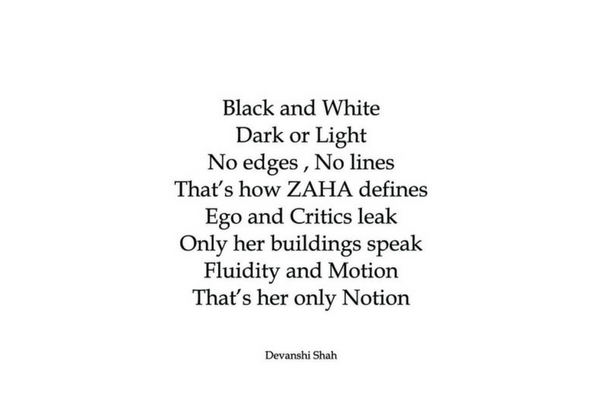 Black and White
Dark or Light
No edges , No lines
That’s how ZAHA defines
Ego and Critics leak
Only her buildings speak
Fluidity and Motion
That’s her only Notion
Devanshi Shah